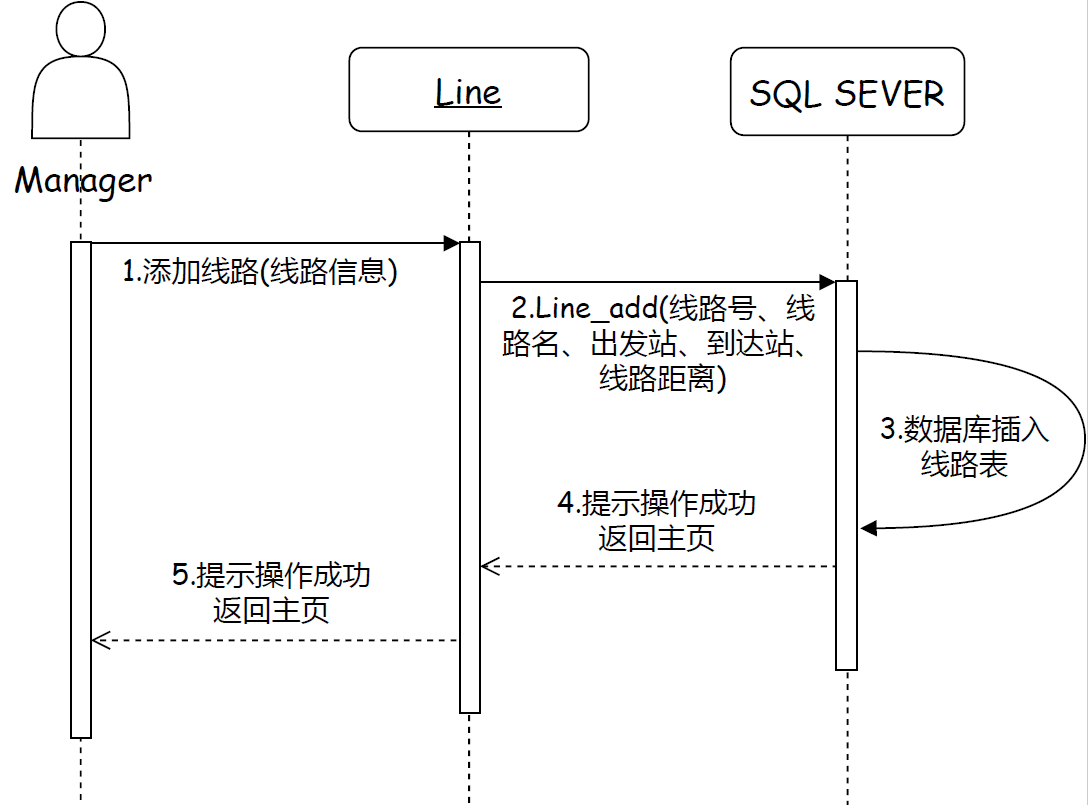 Line
SQL SEVER
Manager
1.添加线路(线路信息)
2.Line_add(线路号、线
路名、出发站、到达站、
线路距离)
3.数据库插入
线路表
4.提示操作成功
返回主页
5.提示操作成功
返回主页